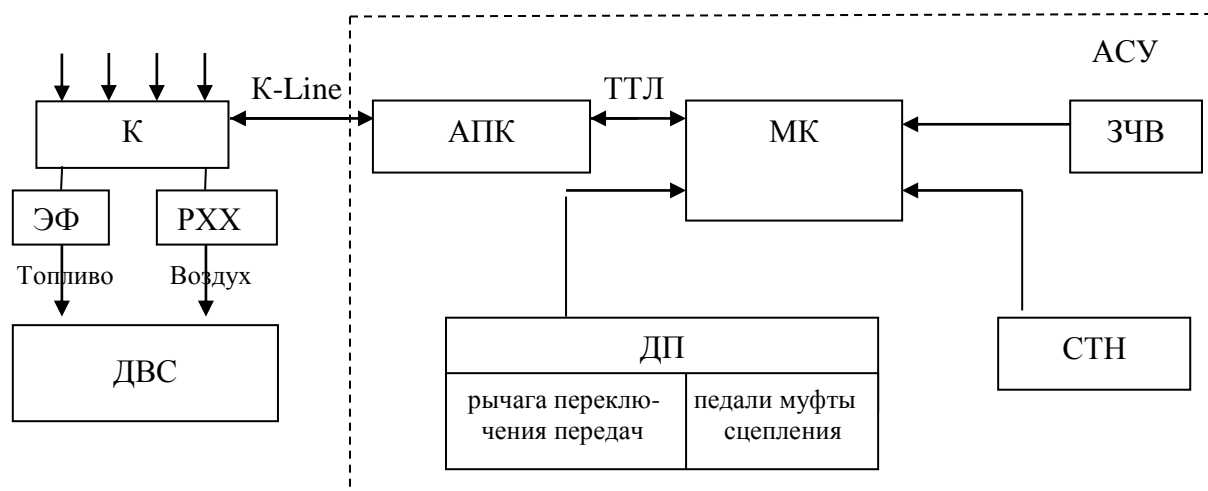 АСУ
K-Line
ТТЛ
К
АПК
МК
ЗЧВ
ЭФ
РХХ
Топливо
Воздух
ДВС
ДП
СТН
рычага переклю-
чения передач
педали муфты
сцепления